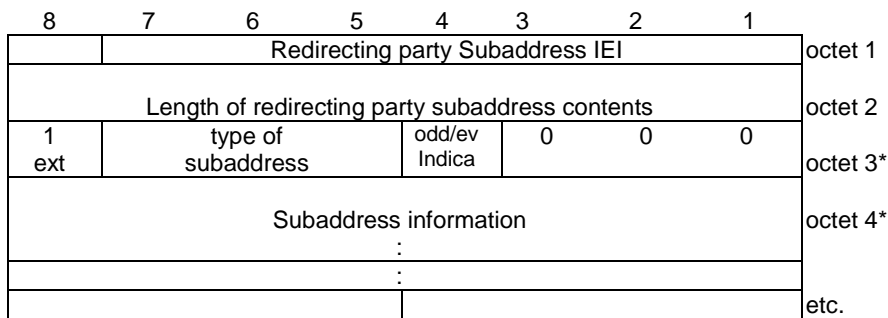 8 7 6 5 4 3 2 1
Redirecting party Subaddress IEI octet 1
Length of redirecting party subaddress contents octet 2
1 type of odd/ev 0 0 0
ext subaddress Indica octet 3*
Subaddress information octet 4*
:
:
etc.